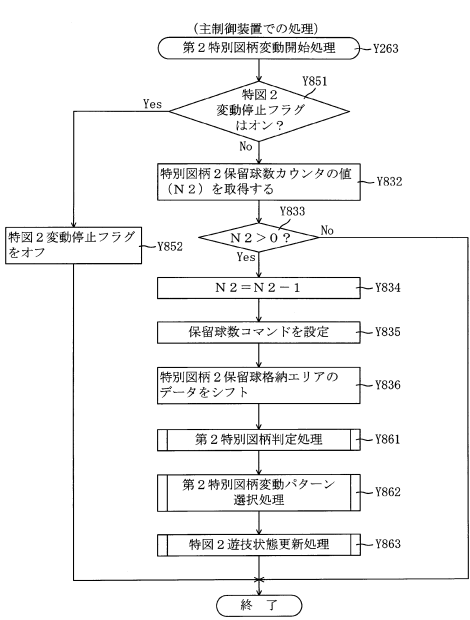 (主制御装置での処理)
第2特別図柄変動開始処理
Y263
Y851
特図2
変動停止フラグ
はオン?
Yes
No
特別図柄2保留球数カウンタの値
(N2)を取得する
Y832
Y833
N2>0?
No
Yes
特図2変動停止フラグ
をオフ
Y852
N2=N2-1
Y834
保留球数コマンドを設定
Y835
特別図柄2保留球格納エリアの
データをシフト
Y836
第2特別図柄判定処理
Y861
第2特別図柄変動パターン
選択処理
Y862
特図2遊技状態更新処理
Y863
終 了